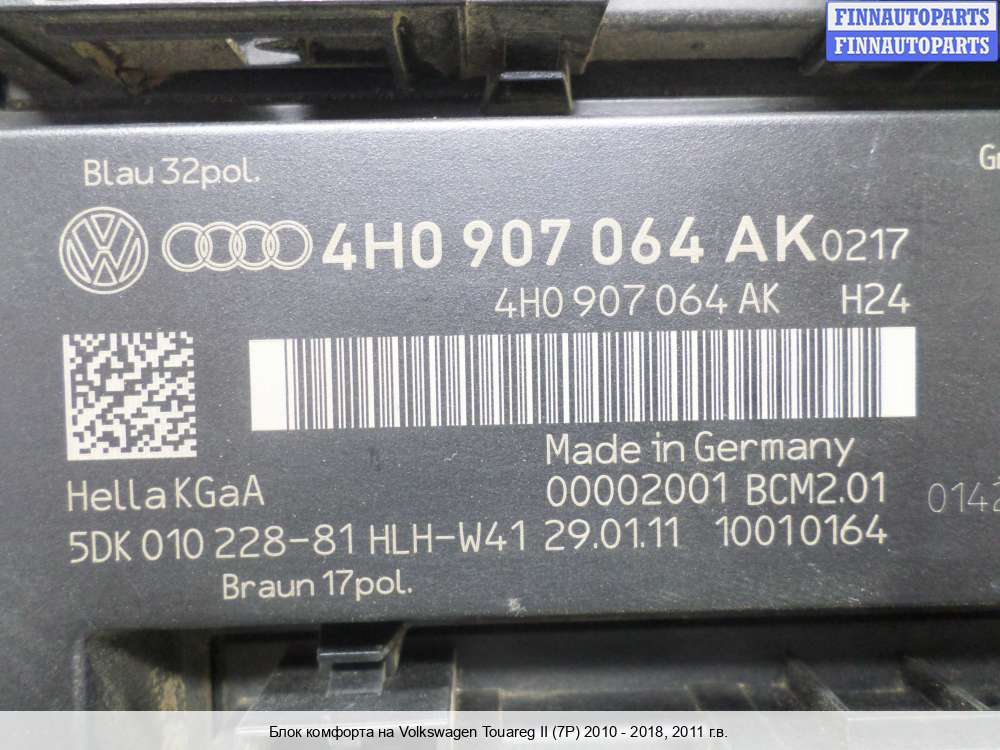 FINNAUTOPARTS
FINNAUTOPARTS
Blau 32pol.
4H0 907 064 AK 0217
4H0 907 064 AK H24
Made in Germany
Hella KGaA 00002001 BCM2.01
5DK 010 228-81 HLH-W41 29.01.11 10010164
Braun 17pol.
Блок комфорта на Volkswagen Touareg II (7P) 2010 - 2018, 2011 г.в.